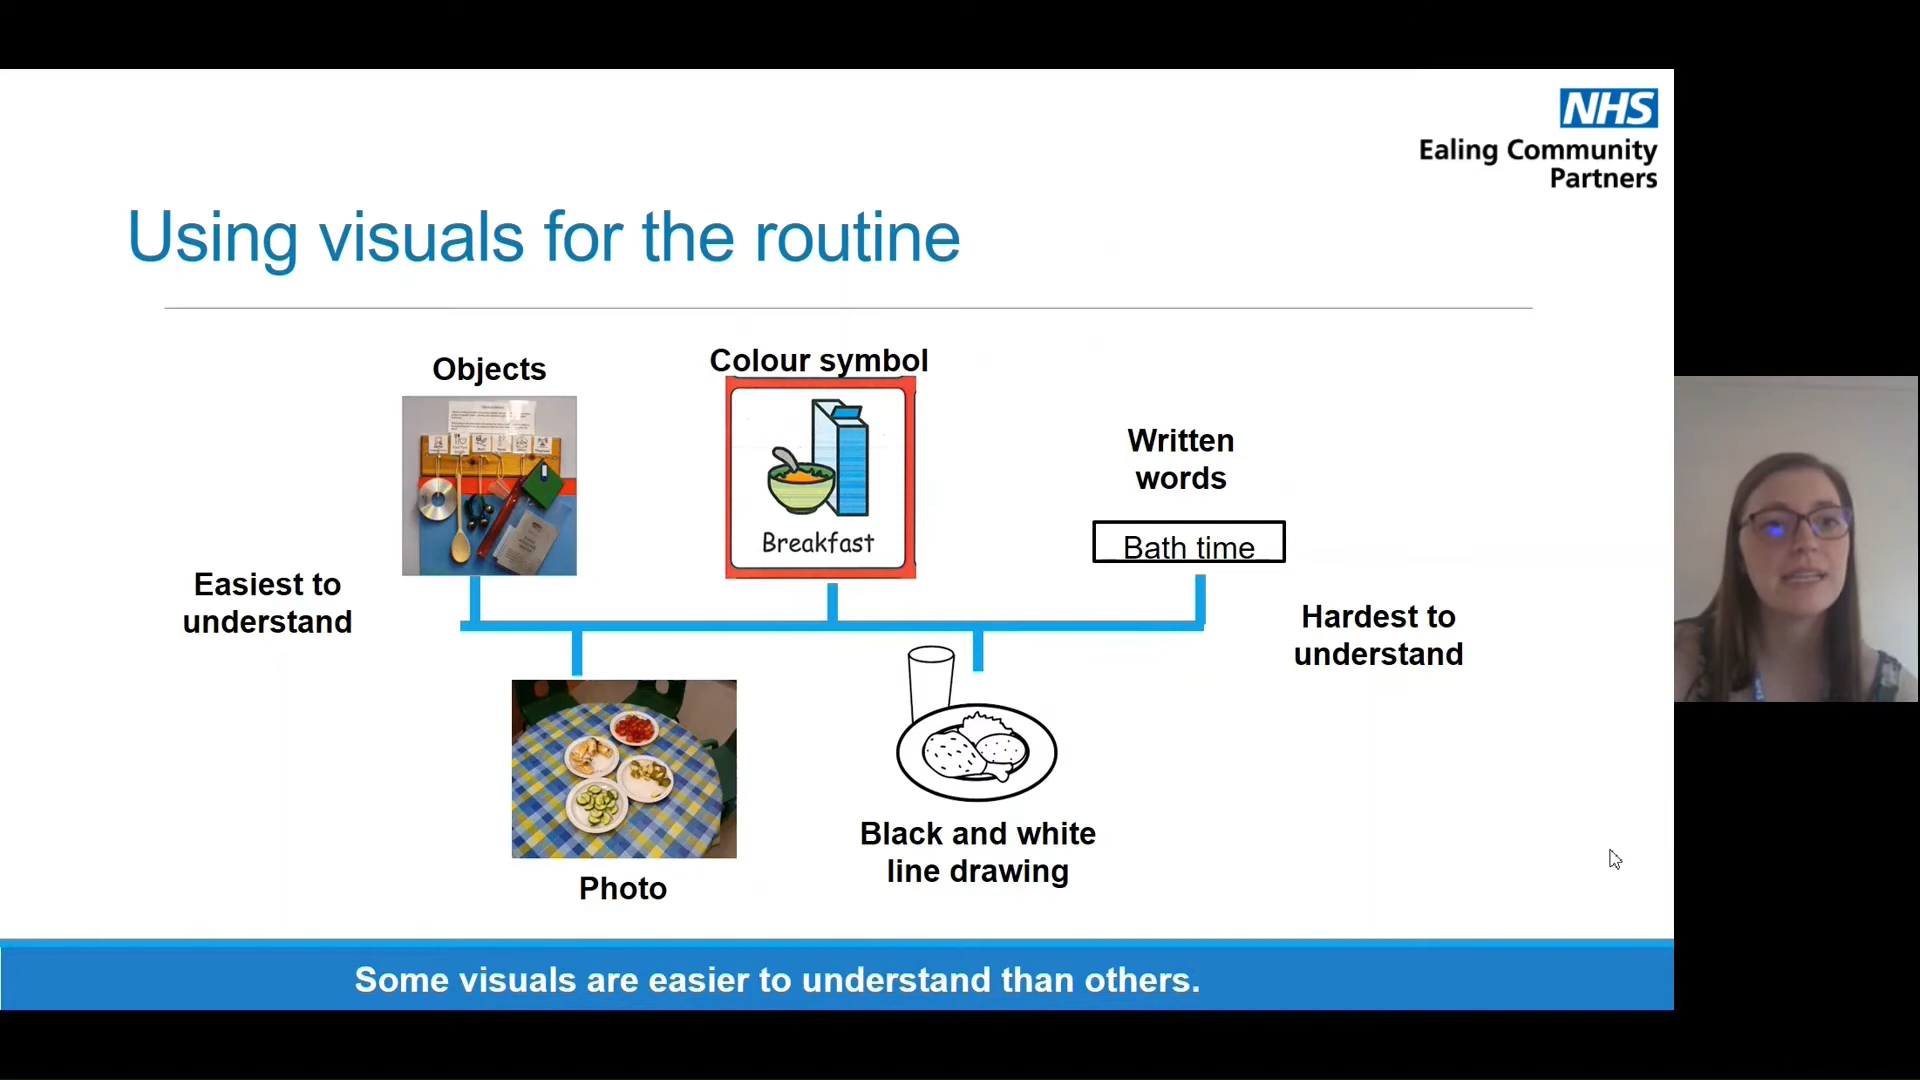 NHS
Ealing Community
Partners
Using visuals for the routine
Objects
Colour symbol
Breakfast
Written
words
Bath time
Easiest to
understand
Hardest to
understand
Photo
Black and white
line drawing
Some visuals are easier to understand than others.